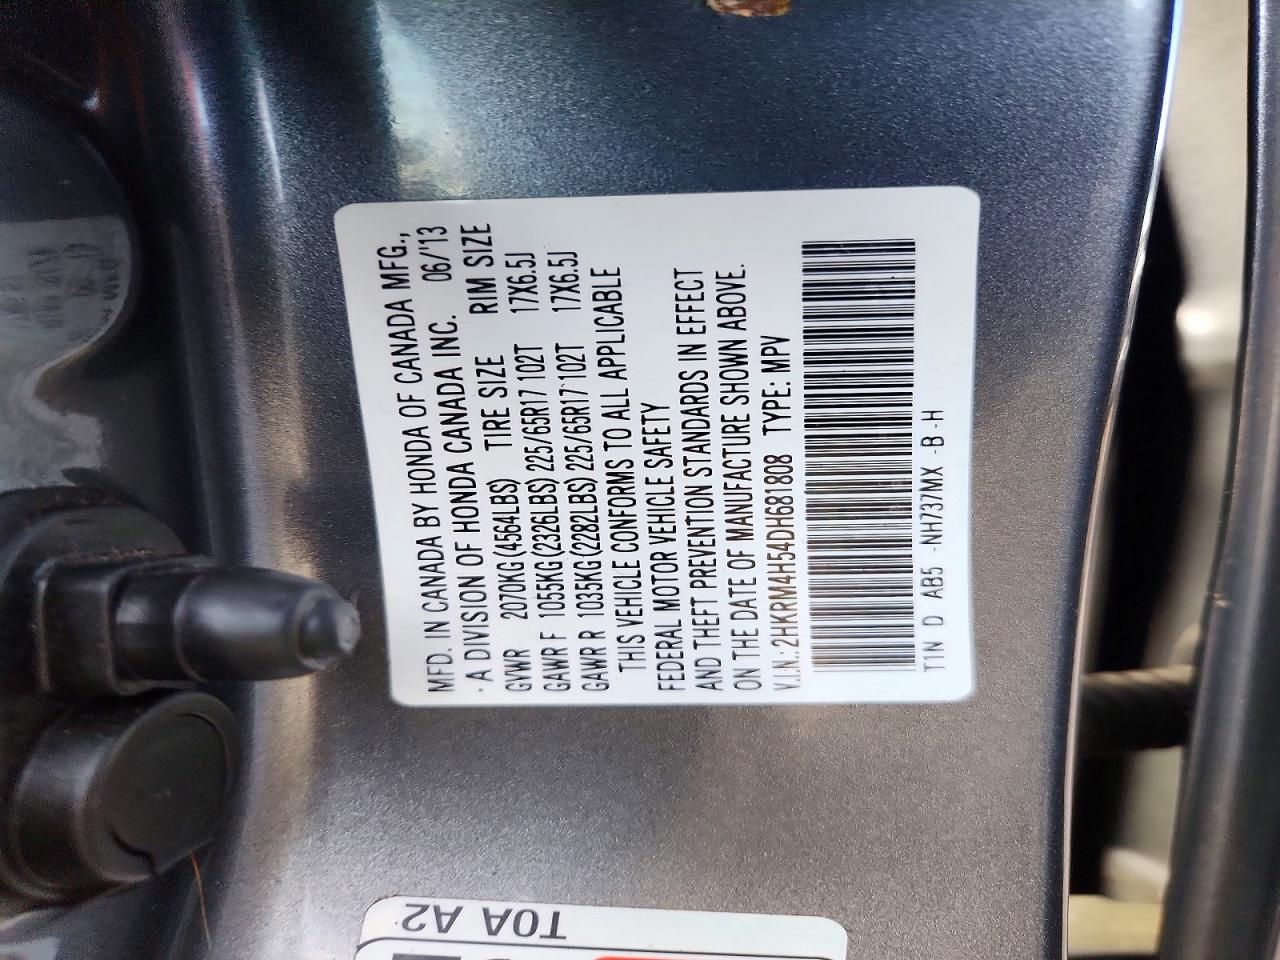 MFD. IN CANADA BY HONDA OF CANADA MFG.,
· A DIVISION OF HONDA CANADA INC. 06/'13
GVWR 2070KG(4564LBS) TIRE SIZE RIM SIZE
GAWR F 1055KG(2326LBS) 225/65R17 102T 17X6.5J
GAWR R 1035KG(2282LBS) 225/65R17 102T 17X6.5J
THIS VEHICLE CONFORMS TO ALL APPLICABLE
FEDERAL MOTOR VEHICLE SAFETY
AND THEFT PREVENTION STANDARDS IN EFFECT
ON THE DATE OF MANUFACTURE SHOWN ABOVE.
V.I.N.:2HKRM4H54DH681808 TYPE: MPV
TIN D AB5 -NH737MX -B-H
T0A A2